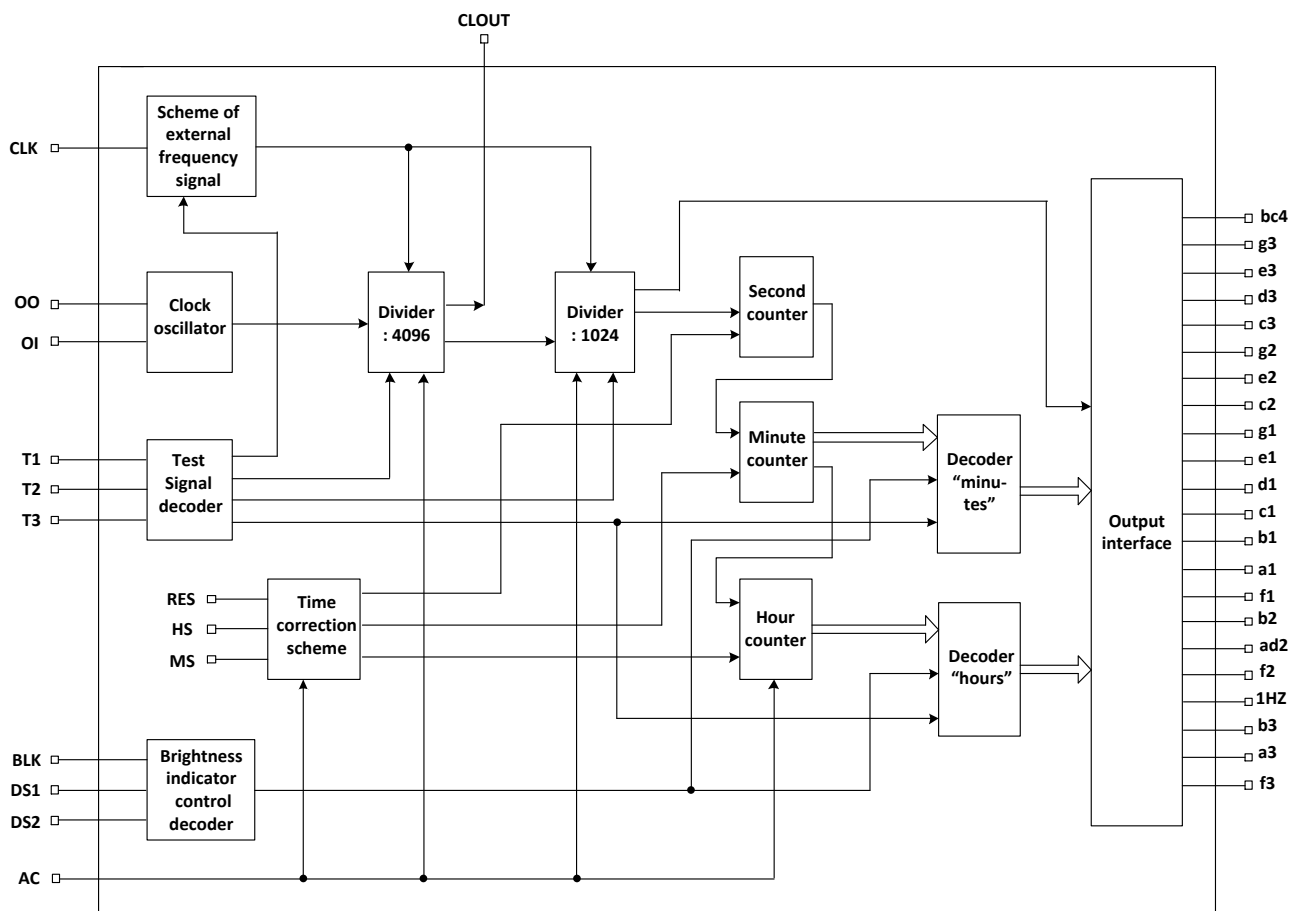 CLOUT
Scheme of
external
frequency
signal
CLK
OO
OI
Clock
oscillator
Divider
: 4096
Divider
: 1024
Second
counter
T1
T2
T3
Test
Signal
decoder
Minute
counter
Decoder
“minu-
tes”
Output
interface
RES
HS
MS
Time
correction
scheme
Hour
counter
Decoder
“hours”
BLK
DS1
DS2
Brightness
indicator
control
decoder
AC
bc4
g3
e3
d3
c3
g2
e2
c2
g1
e1
d1
c1
b1
a1
f1
b2
ad2
f2
1HZ
b3
a3
f3